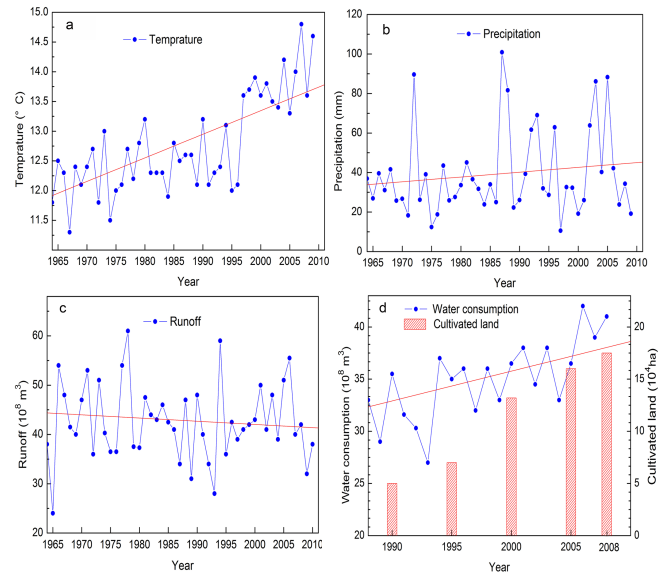 a
Temprature
Temprature (° C)
15.0
14.5
14.0
13.5
13.0
12.5
12.0
11.5
1965 1970 1975 1980 1985 1990 1995 2000 2005 2010
Year
b
Precipitation
Precipitation (mm)
120
100
80
60
40
20
0
1965 1970 1975 1980 1985 1990 1995 2000 2005 2010
Year
c
Runoff
Runoff (10⁵ m³)
60
50
40
30
20
1965 1970 1975 1980 1985 1990 1995 2000 2005 2010
Year
d
Water consumption
Cultivated land
Water consumption (10⁸ m³)
40
35
30
25
20
Cultivated land (10⁴ha)
20
15
10
5
0
1990 1995 2000 2005 2008
Year